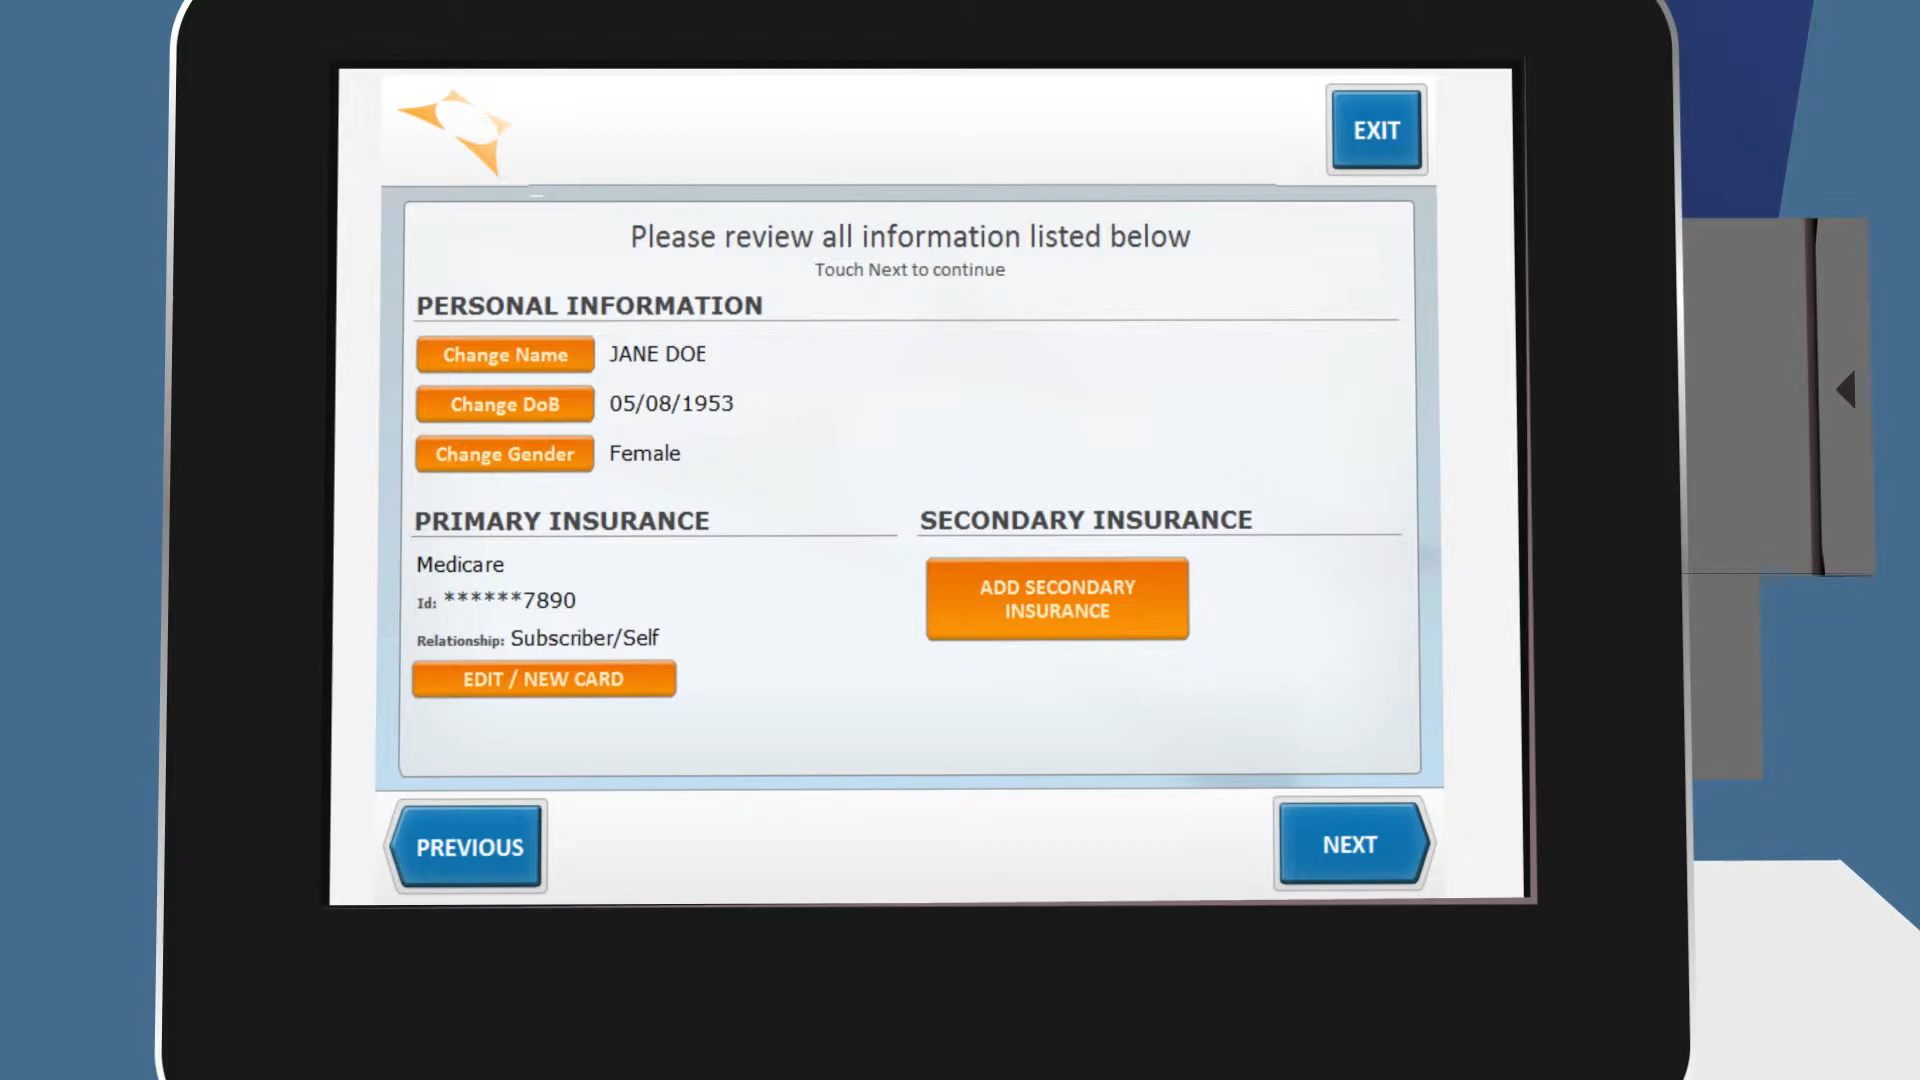 EXIT
Please review all information listed below
Touch Next to continue
PERSONAL INFORMATION
Change Name JANE DOE
Change DoB 05/08/1953
Change Gender Female
PRIMARY INSURANCE
Medicare
Id: ******7890
Relationship: Subscriber/Self
EDIT / NEW CARD
SECONDARY INSURANCE
ADD SECONDARY
INSURANCE
PREVIOUS
NEXT